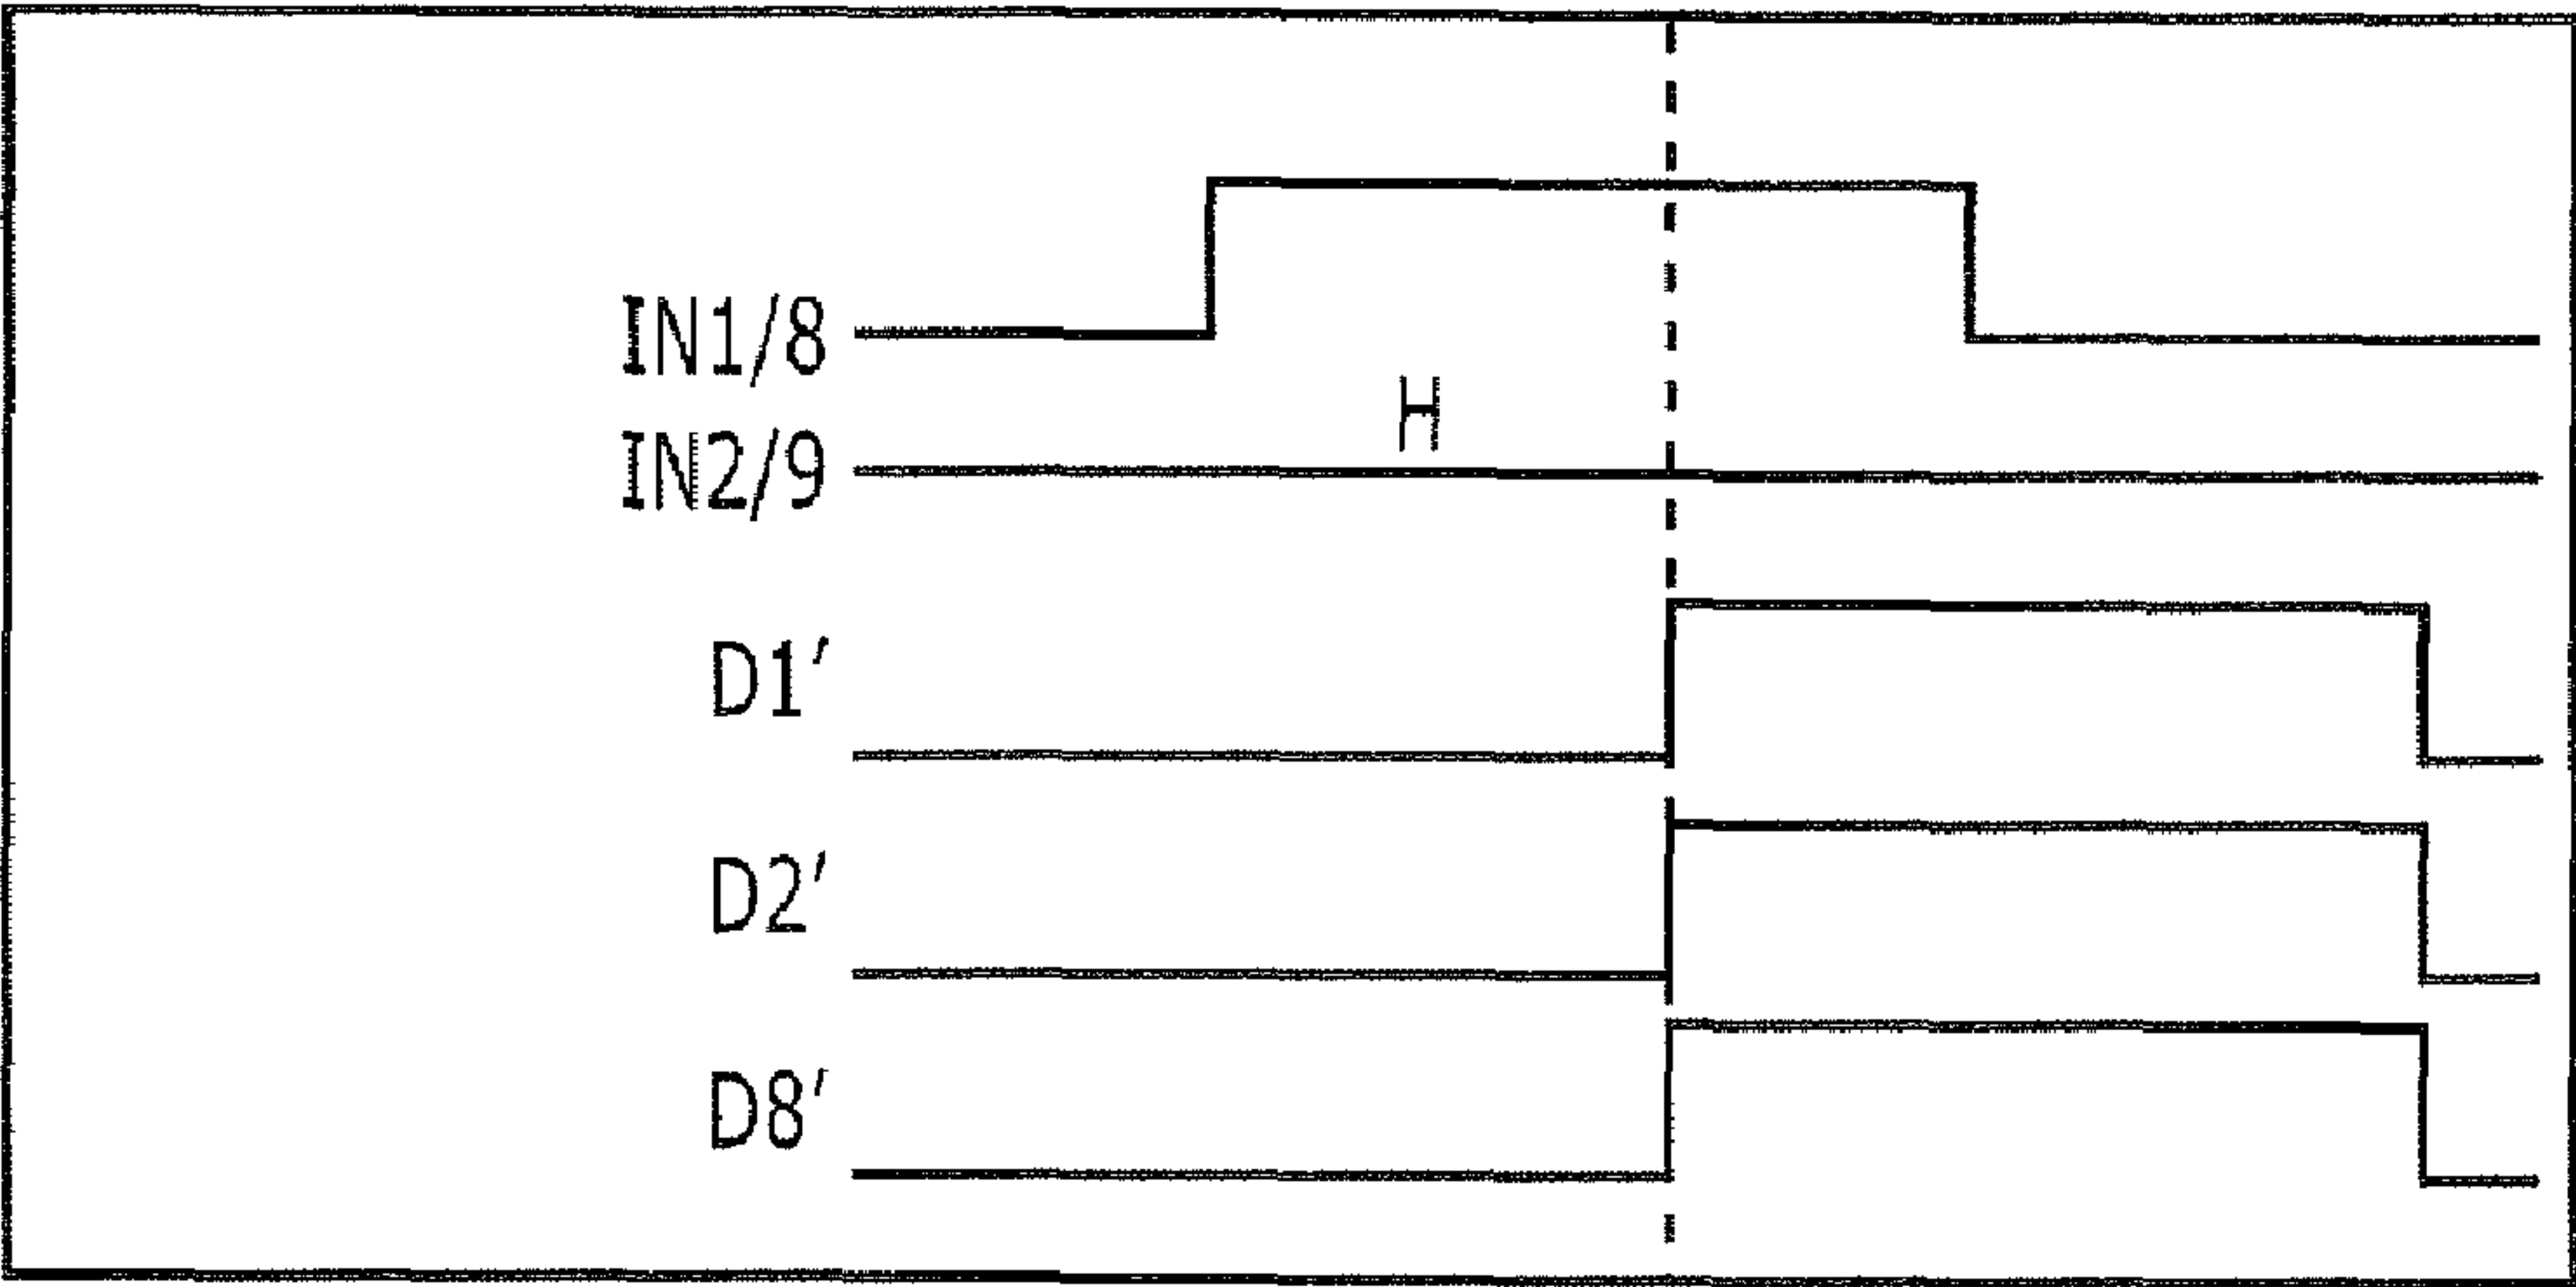 IN1/8
H
IN2/9
D1′
D2′
D8′